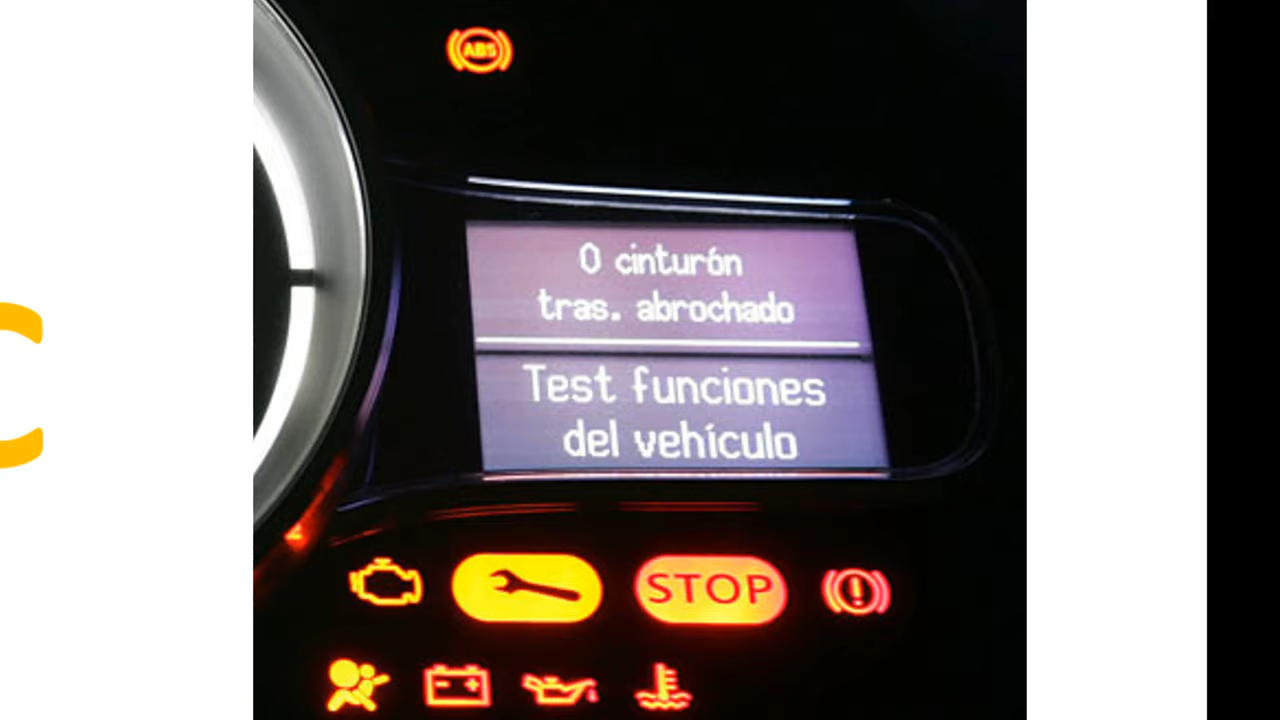 ABS
0 cinturón
tras. abrochado
Test funciones
del vehículo
STOP